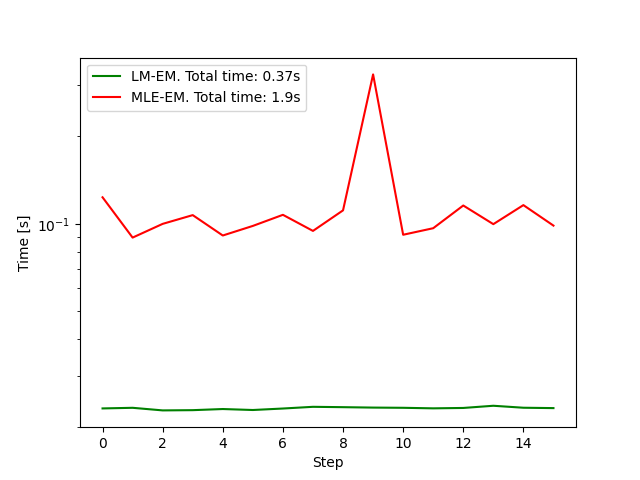 LM-EM. Total time: 0.37s
MLE-EM. Total time: 1.9s
Time [s]
10⁻¹
0 2 4 6 8 10 12 14
Step